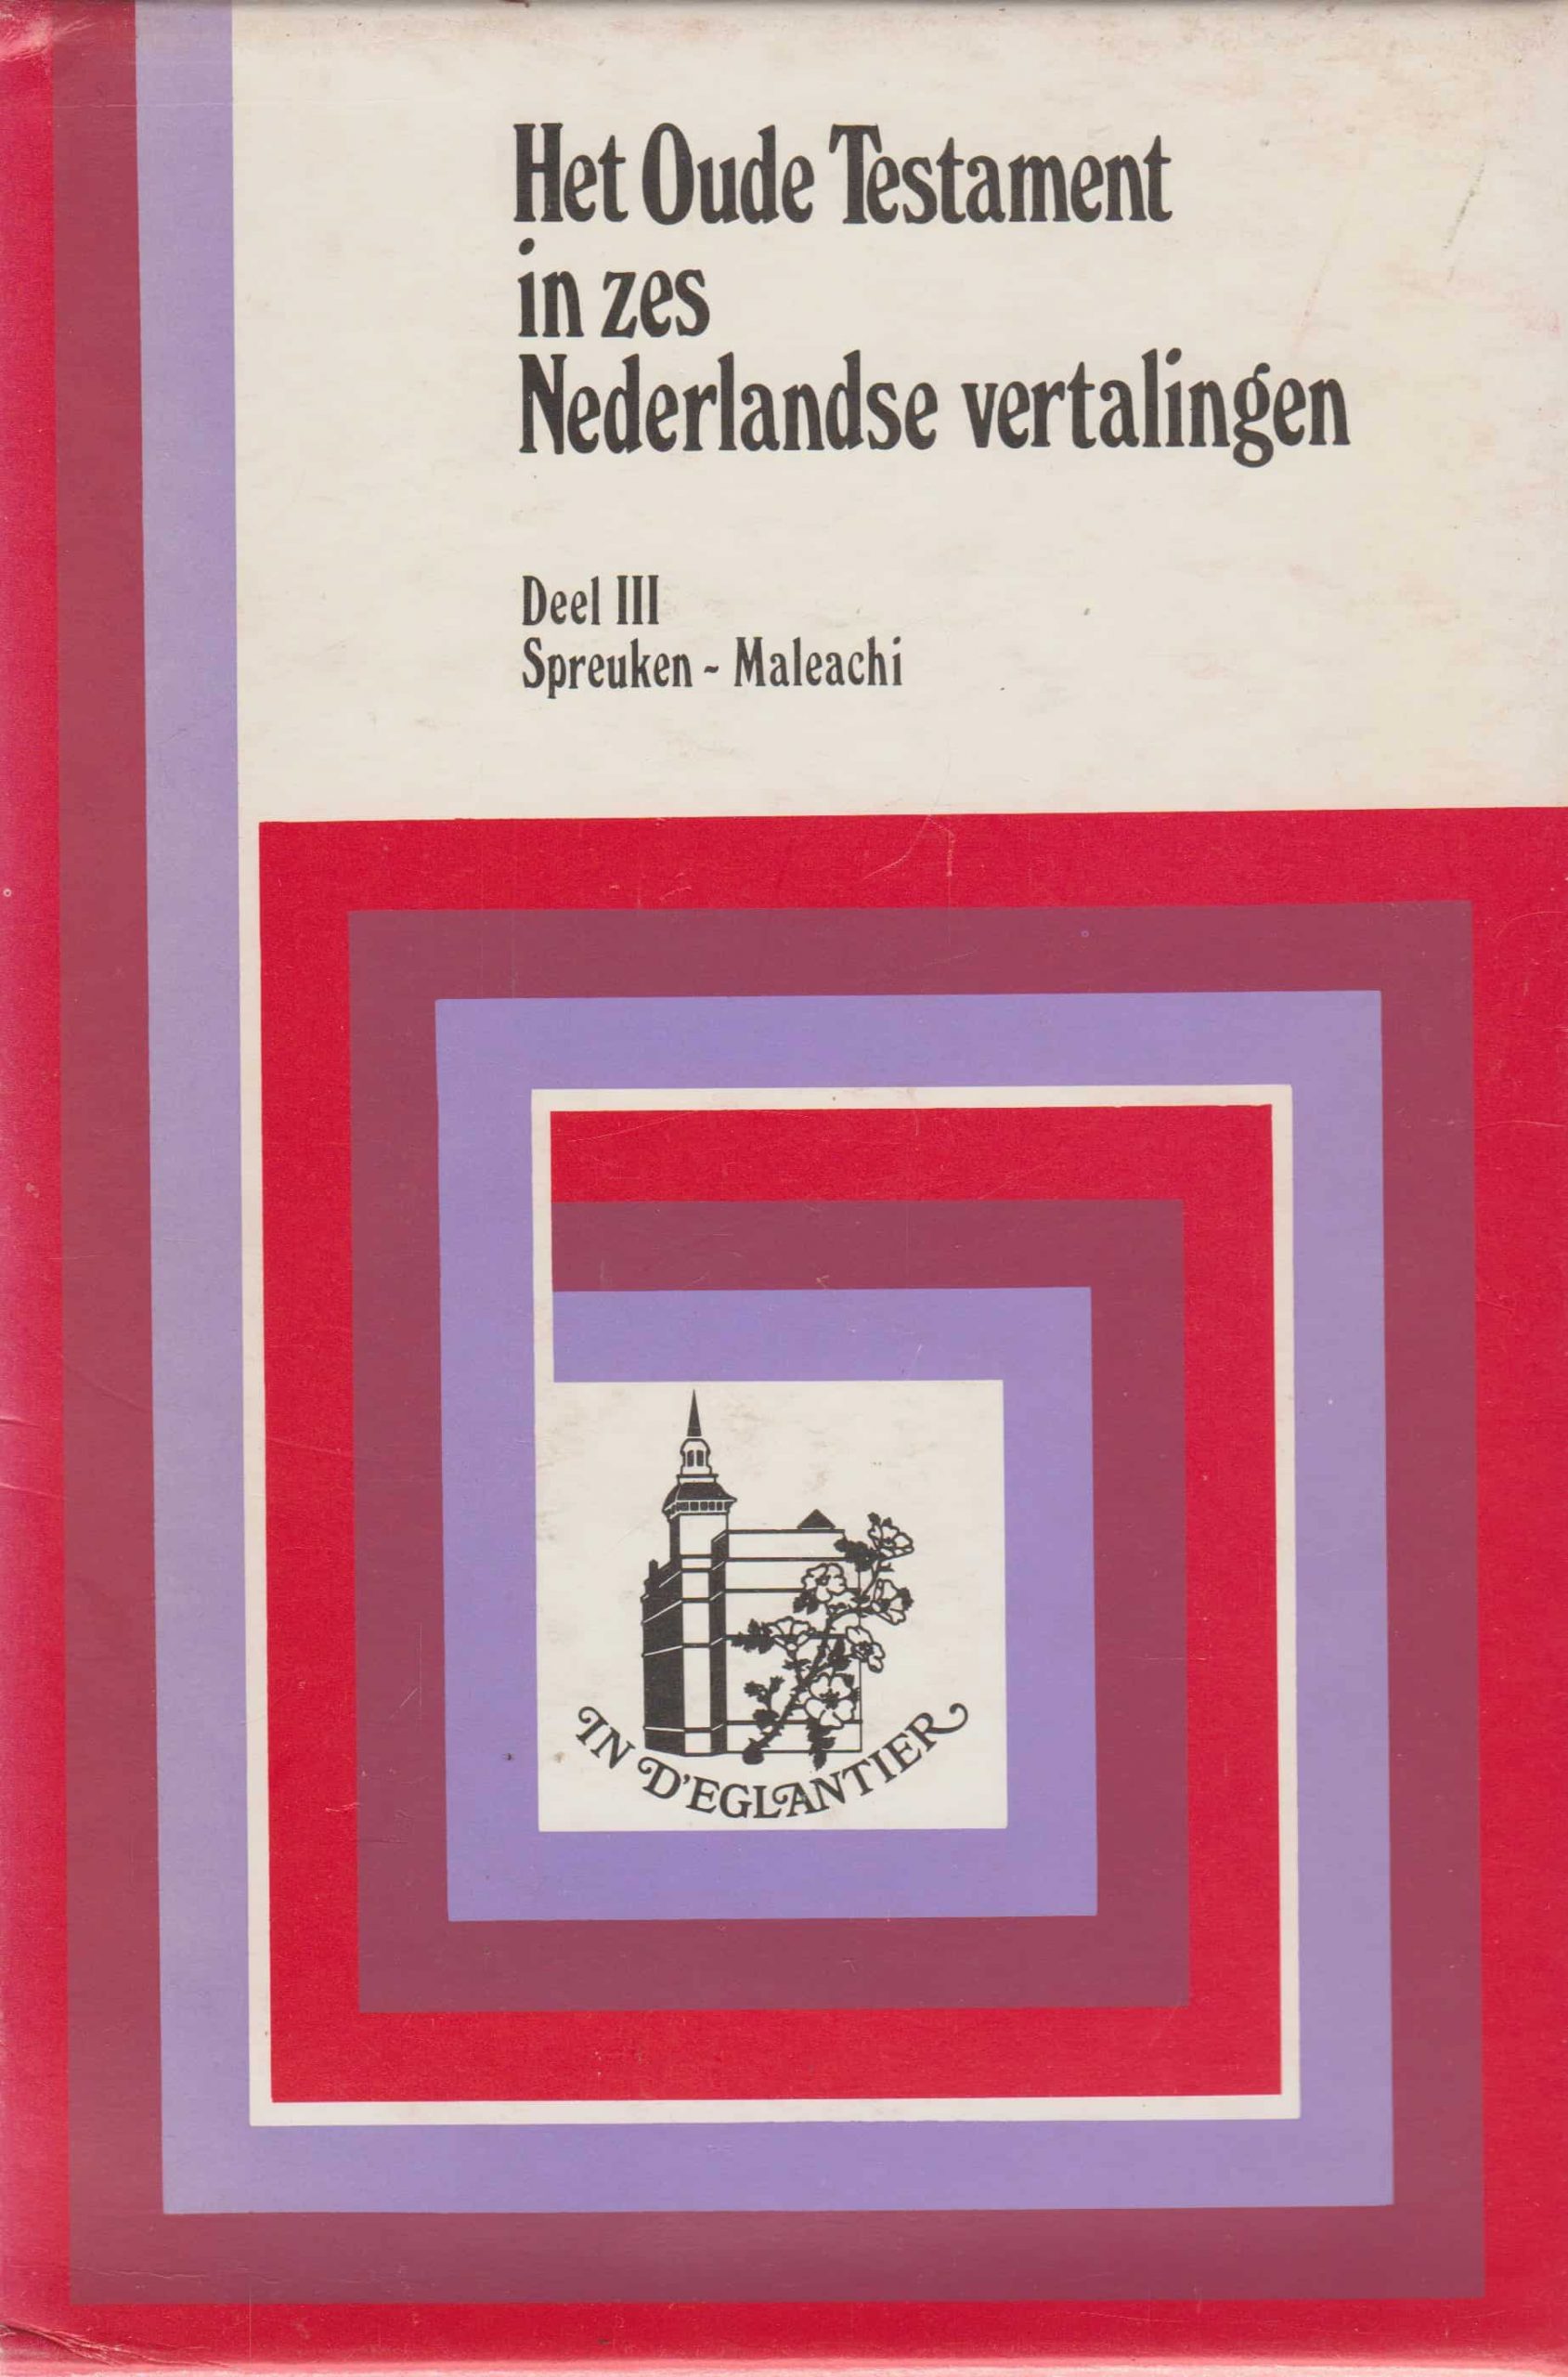 Het Oude Testament
in zes
Nederlandse vertalingen
Deel III
Spreuken - Maleachi
IN D'EGLANTIER